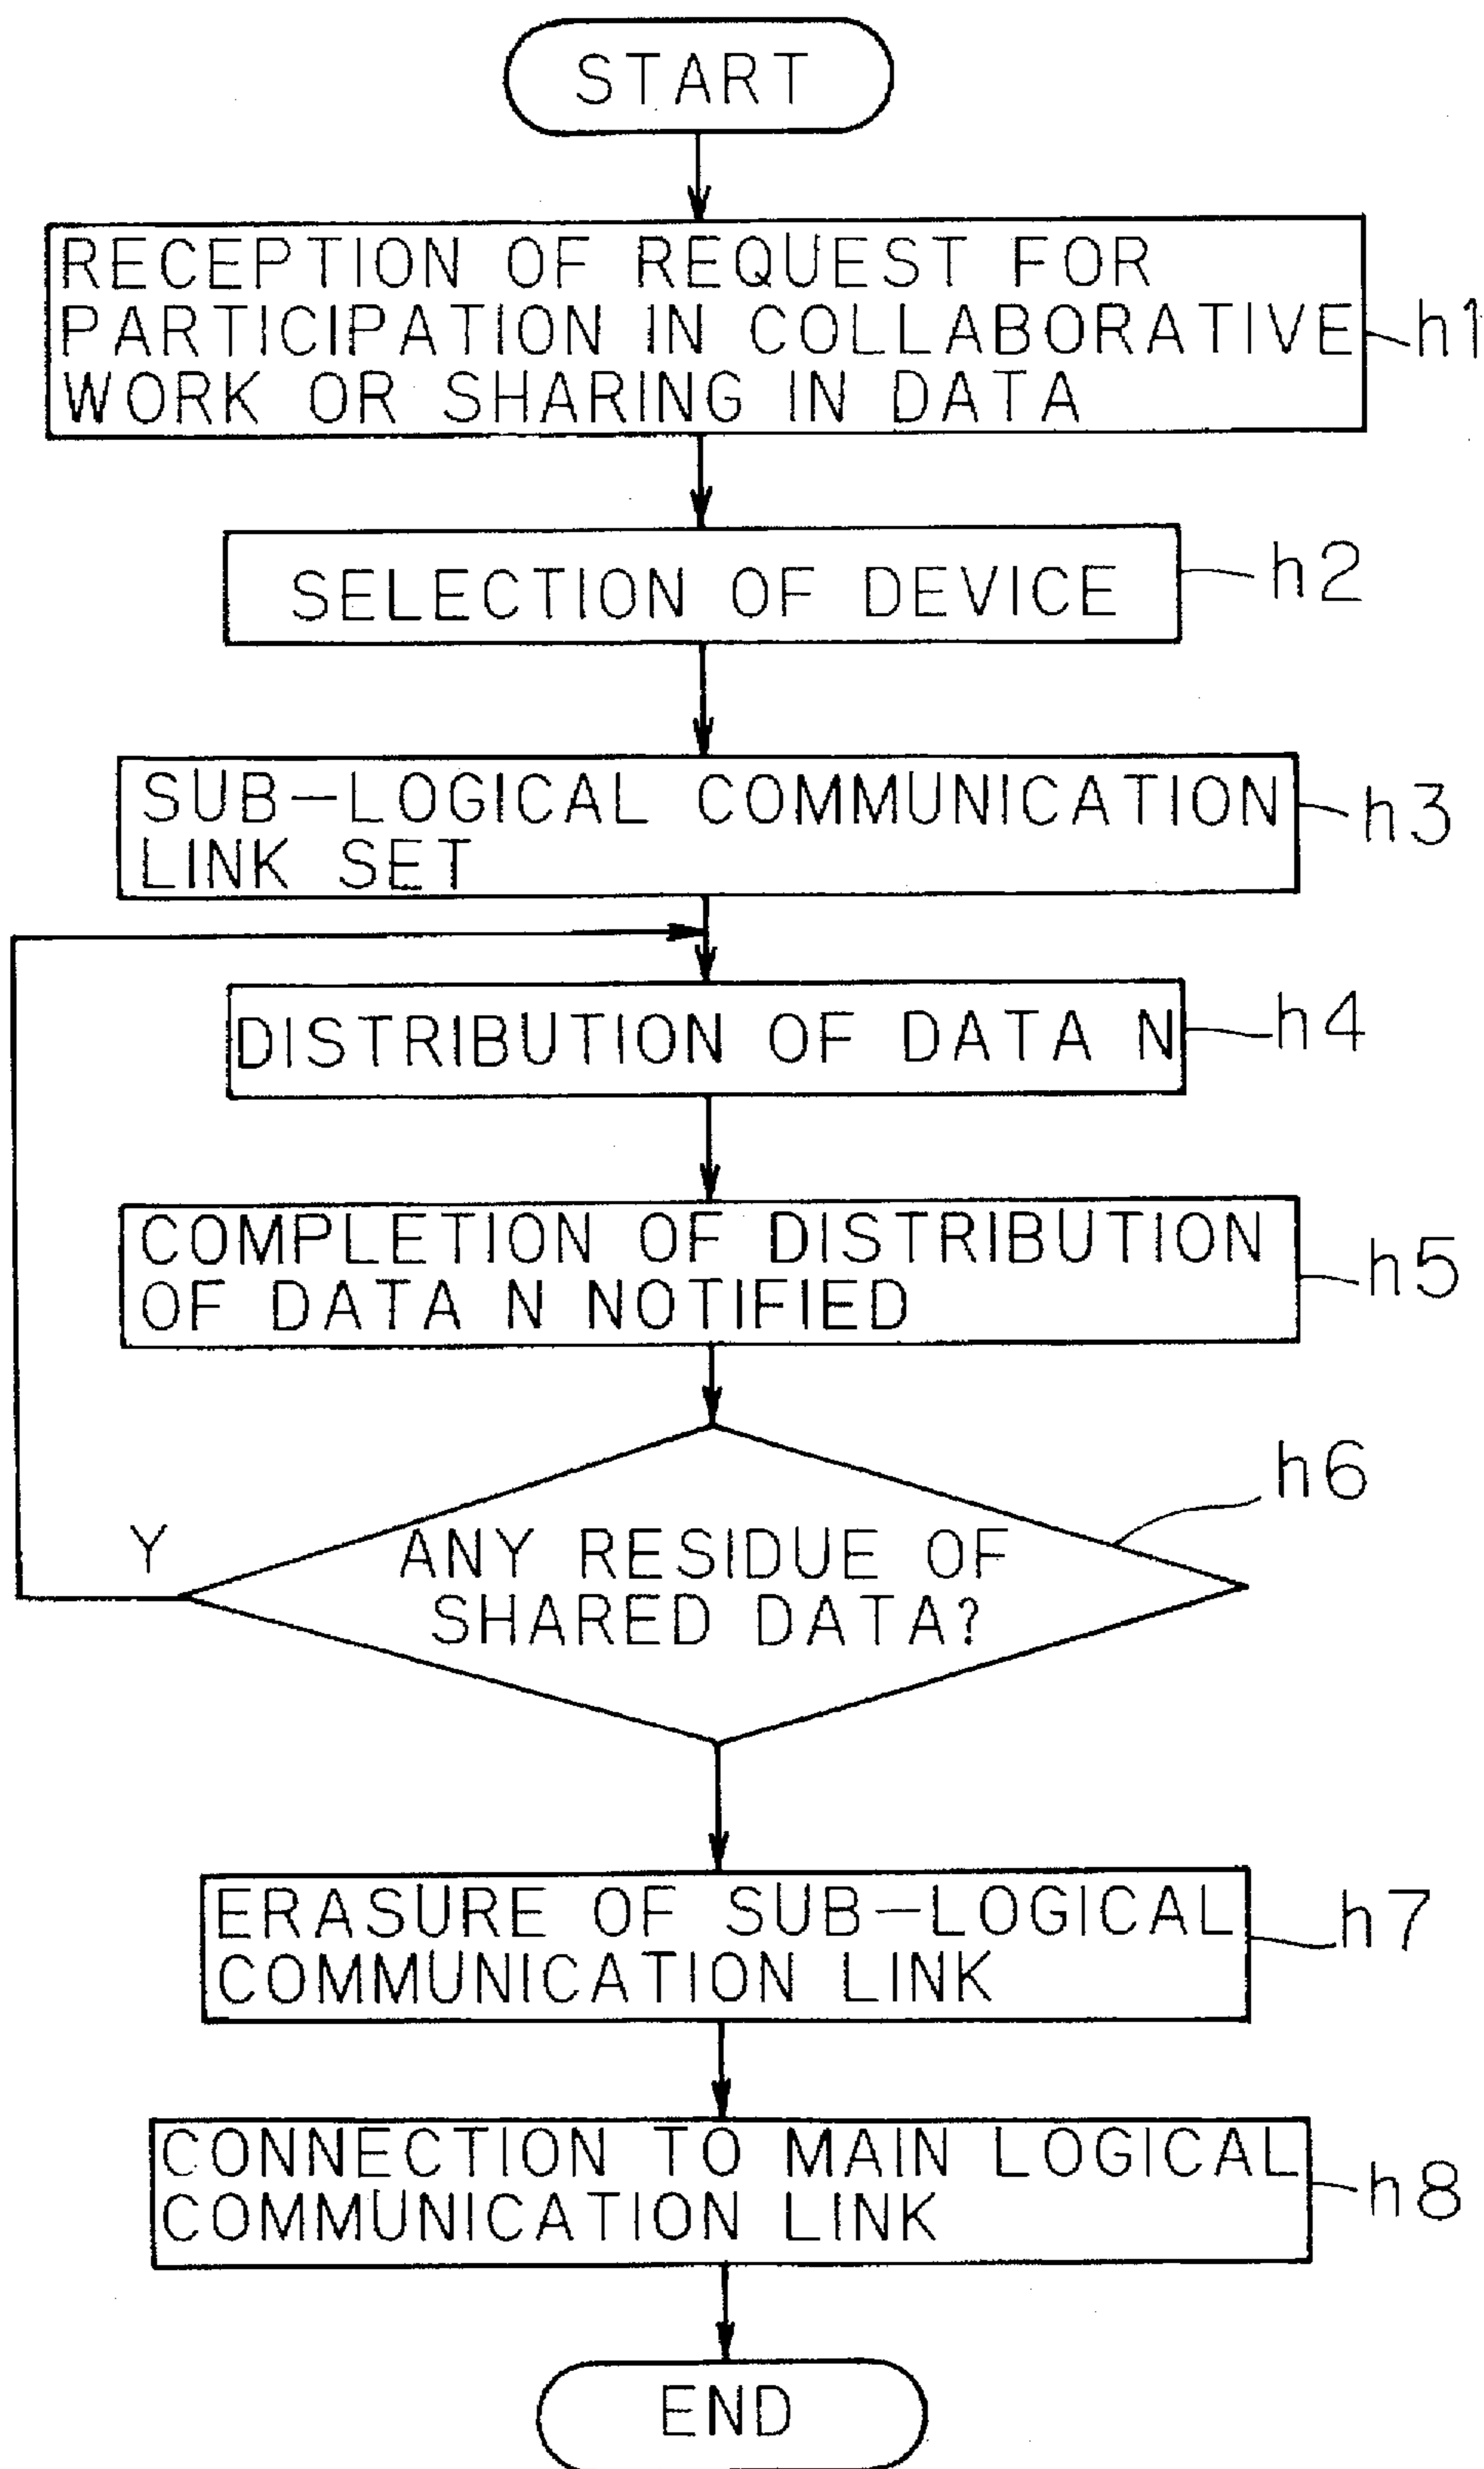 START
RECEPTION OF REQUEST FOR
PARTICIPATION IN COLLABORATIVE
WORK OR SHARING IN DATA
h1
SELECTION OF DEVICE
h2
SUB-LOGICAL COMMUNICATION
LINK SET
h3
DISTRIBUTION OF DATA N
h4
COMPLETION OF DISTRIBUTION
OF DATA N NOTIFIED
h5
h6
Y
ANY RESIDUE OF
SHARED DATA?
ERASURE OF SUB-LOGICAL
COMMUNICATION LINK
h7
CONNECTION TO MAIN LOGICAL
COMMUNICATION LINK
h8
END